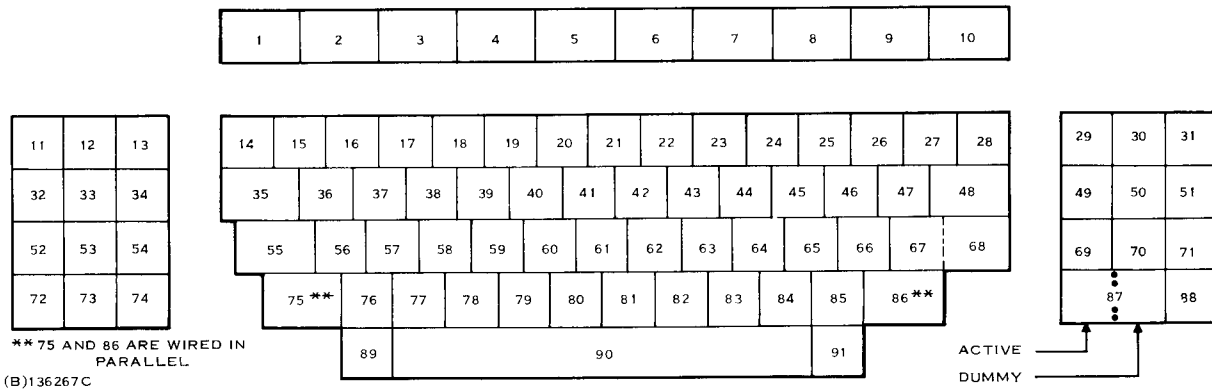 1 2 3 4 5 6 7 8 9 10
11 12 13 14 15 16 17 18 19 20 21 22 23 24 25 26 27 28 29 30 31
32 33 34 35 36 37 38 39 40 41 42 43 44 45 46 47 48 49 50 51
52 53 54 55 56 57 58 59 60 61 62 63 64 65 66 67 68 69 70 71
72 73 74 75 ** 76 77 78 79 80 81 82 83 84 85 86 ** 87 88
** 75 AND 86 ARE WIRED IN
PARALLEL
89 90 91
ACTIVE
(B)136267C
DUMMY